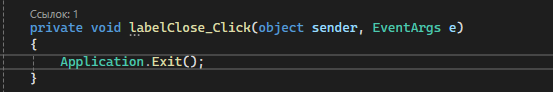 Ссылок: 1
private void labelClose_Click(object sender, EventArgs e)
{
Application.Exit();
}